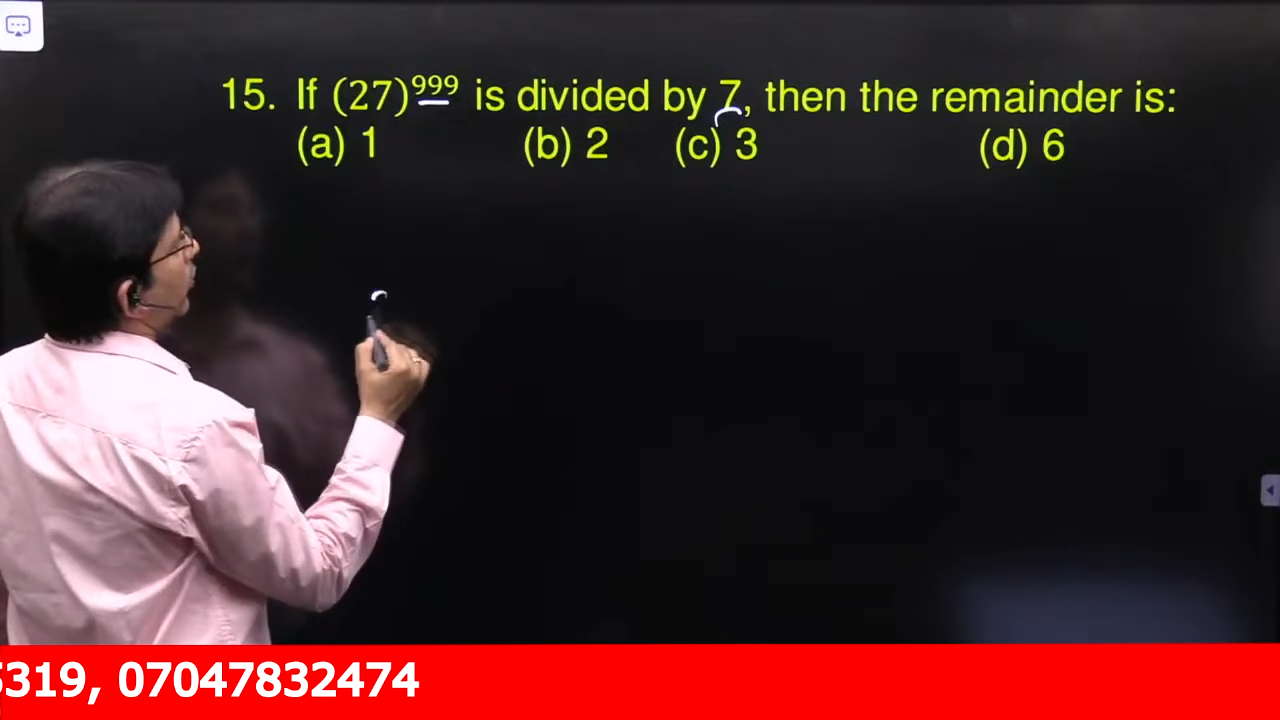 15. If (27)⁹⁹⁹ is divided by 7, then the remainder is:
(a) 1 (b) 2 (c) 3 (d) 6
5319, 07047832474